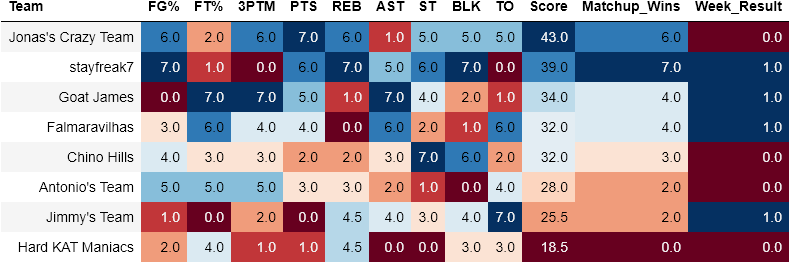 Team FG% FT% 3PTM PTS REB AST ST BLK TO Score Matchup_Wins Week_Result
Jonas's Crazy Team 6.0 2.0 6.0 7.0 6.0 1.0 5.0 5.0 5.0 43.0 6.0 0.0
stayfreak7 7.0 1.0 0.0 6.0 7.0 5.0 6.0 7.0 0.0 39.0 7.0 1.0
Goat James 0.0 7.0 7.0 5.0 1.0 7.0 4.0 2.0 1.0 34.0 4.0 1.0
Falmaravilhas 3.0 6.0 4.0 4.0 0.0 6.0 2.0 1.0 6.0 32.0 4.0 1.0
Chino Hills 4.0 3.0 3.0 2.0 2.0 3.0 7.0 6.0 2.0 32.0 3.0 0.0
Antonio's Team 5.0 5.0 5.0 3.0 3.0 2.0 1.0 0.0 4.0 28.0 2.0 0.0
Jimmy's Team 1.0 0.0 2.0 0.0 4.5 4.0 3.0 4.0 7.0 25.5 2.0 1.0
Hard KAT Maniacs 2.0 4.0 1.0 1.0 4.5 0.0 0.0 3.0 3.0 18.5 0.0 0.0